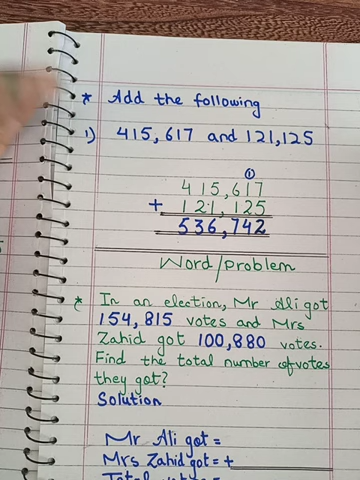 * Add the following
1) 415,617 and 121,125
①
415,617
+ 121,125
536,742
Word/problem
* In an election, Mr Ali got
154,815 votes and Mrs
Zahid got 100,880 votes.
Find the total number of votes
they got?
Solution
Mr Ali got =
Mrs Zahid got = +